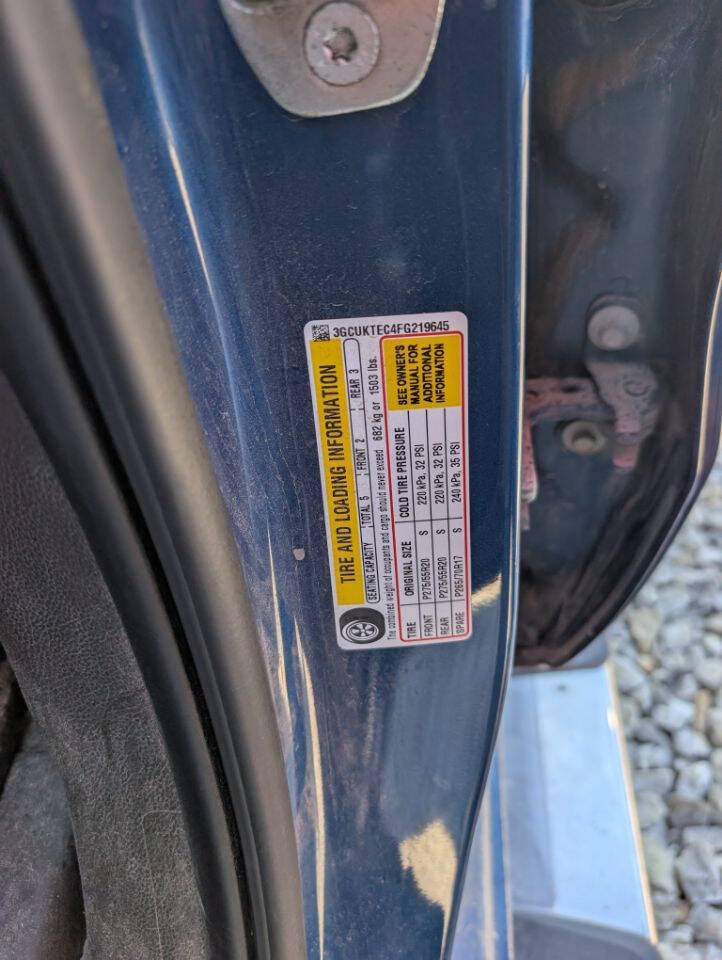 3GCUKTEC4FG219645
TIRE AND LOADING INFORMATION
SEATING CAPACITY TOTAL 5 FRONT 2 REAR 3
The combined weight of occupants and cargo should never exceed 682 kg or 1503 lbs.
TIRE ORIGINAL SIZE COLD TIRE PRESSURE
FRONT P275/55R20 S 220 kPa, 32 PSI
REAR P275/55R20 S 220 kPa, 32 PSI
SPARE P265/70R17 S 240 kPa, 35 PSI
SEE OWNER'S
MANUAL FOR
ADDITIONAL
INFORMATION